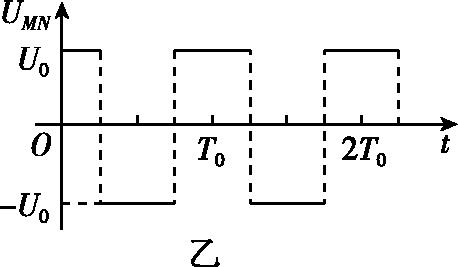 U_MN
U₀
O T₀ 2T₀ t
-U₀
乙